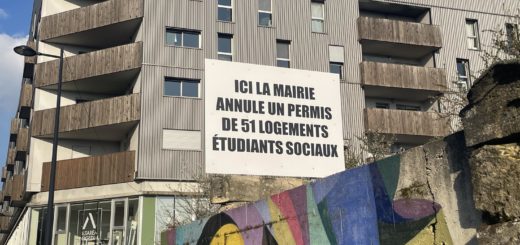 ICI LA MAIRIE
ANNULE UN PERMIS
DE 51 LOGEMENTS
ÉTUDIANTS SOCIAUX